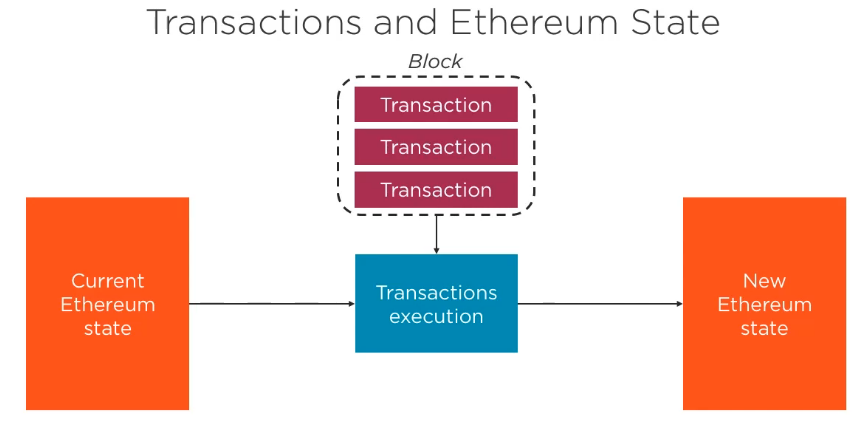 Transactions and Ethereum State
Block
Transaction
Transaction
Transaction
Current
Ethereum
state
Transactions
execution
New
Ethereum
state